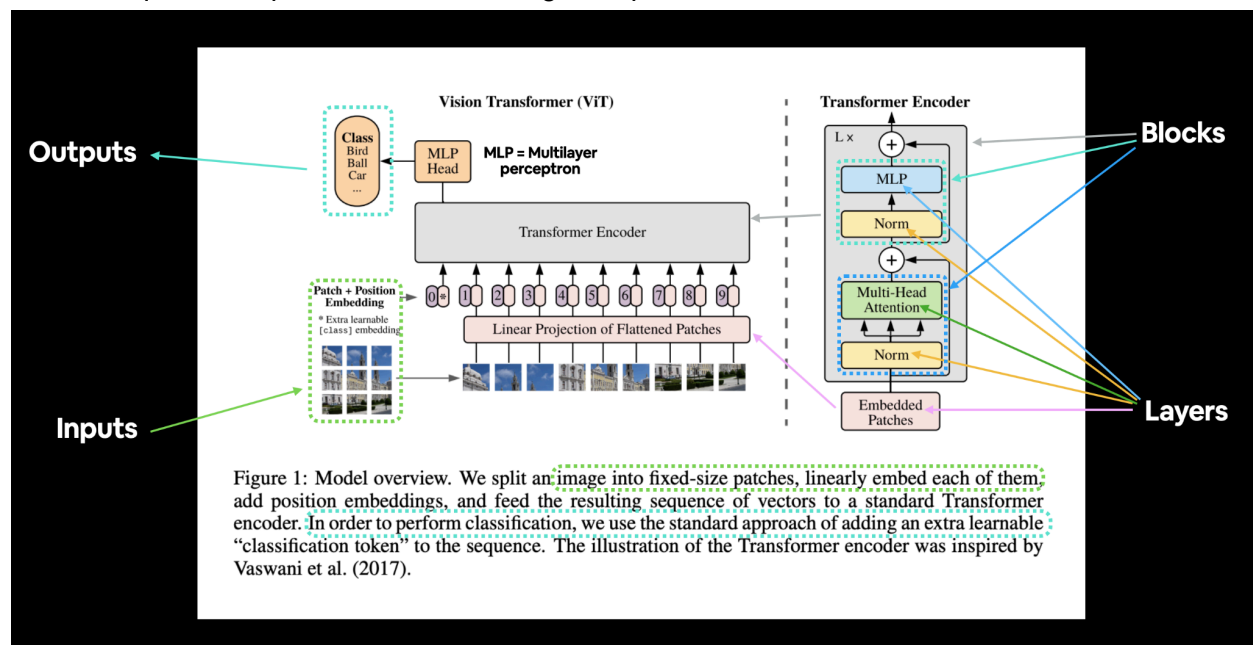 Vision Transformer (ViT)
Transformer Encoder
Outputs
Class
Bird
Ball
Car
...
MLP
Head
MLP = Multilayer
perceptron
Transformer Encoder
Patch + Position
Embedding
* Extra learnable
[class] embedding
0 * 1 2 3 4 5 6 7 8 9
Linear Projection of Flattened Patches
Inputs
L ×
+
MLP
Norm
+
Multi-Head
Attention
Norm
Embedded
Patches
Blocks
Layers
Figure 1: Model overview. We split an image into fixed-size patches, linearly embed each of them,
add position embeddings, and feed the resulting sequence of vectors to a standard Transformer
encoder. In order to perform classification, we use the standard approach of adding an extra learnable
“classification token” to the sequence. The illustration of the Transformer encoder was inspired by
Vaswani et al. (2017).